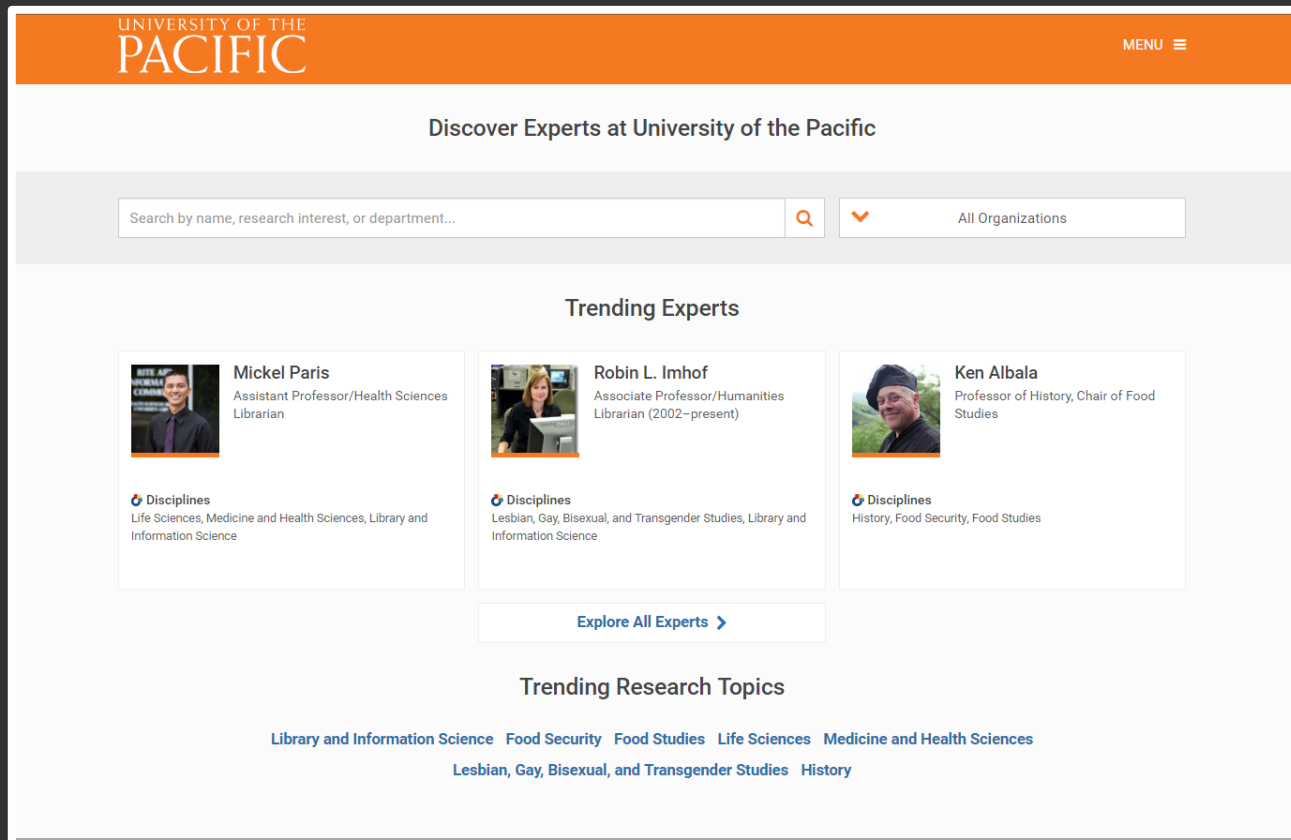 UNIVERSITY OF THE
PACIFIC
MENU
Discover Experts at University of the Pacific
Search by name, research interest, or department...
All Organizations
Trending Experts
Mickel Paris
Assistant Professor/Health Sciences
Librarian
Disciplines
Life Sciences, Medicine and Health Sciences, Library and
Information Science
Robin L. Imhof
Associate Professor/Humanities
Librarian (2002–present)
Disciplines
Lesbian, Gay, Bisexual, and Transgender Studies, Library and
Information Science
Ken Albala
Professor of History, Chair of Food
Studies
Disciplines
History, Food Security, Food Studies
Explore All Experts
Trending Research Topics
Library and Information Science Food Security Food Studies Life Sciences Medicine and Health Sciences
Lesbian, Gay, Bisexual, and Transgender Studies History